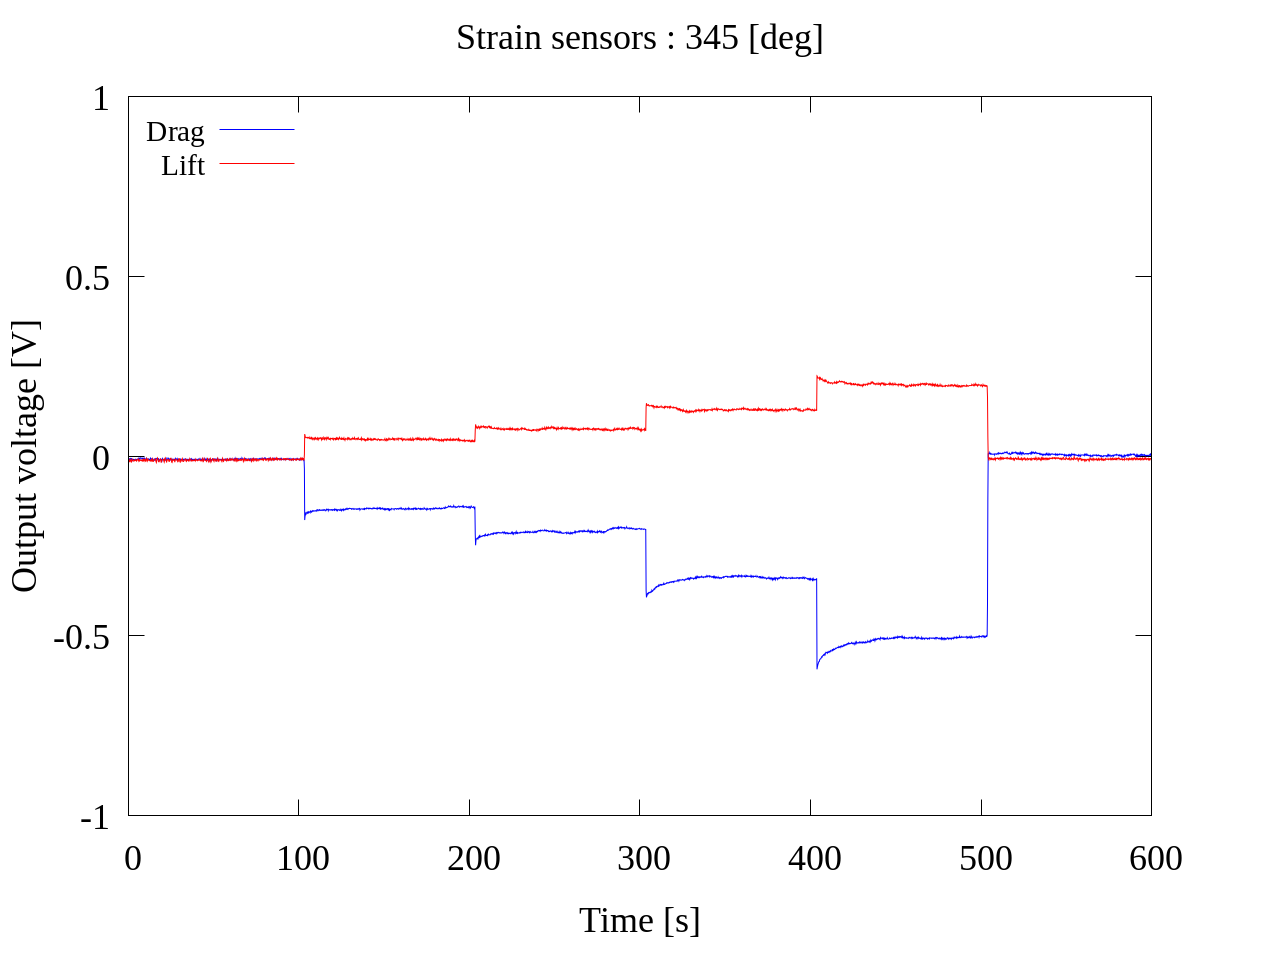 Strain sensors : 345 [deg]
Drag
Lift
1
0.5
0
-0.5
-1
Output voltage [V]
0 100 200 300 400 500 600
Time [s]